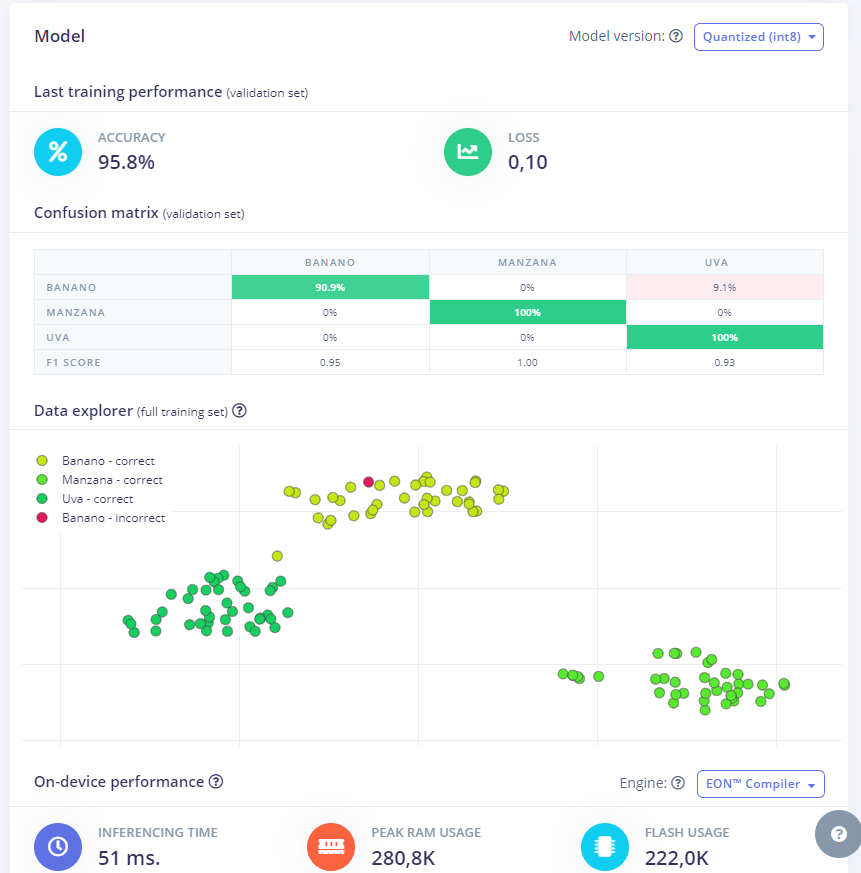 Model
Model version: Quantized (int8)
Last training performance (validation set)
% ACCURACY
95.8%
LOSS
0,10
Confusion matrix (validation set)
BANANO MANZANA UVA
BANANO 90.9% 0% 9.1%
MANZANA 0% 100% 0%
UVA 0% 0% 100%
F1 SCORE 0.95 1.00 0.93
Data explorer (full training set) ?
Banano - correct
Manzana - correct
Uva - correct
Banano - incorrect
On-device performance ?
Engine: ? EON™ Compiler
INFERENCING TIME
51 ms.
PEAK RAM USAGE
280,8K
FLASH USAGE
222,0K
?